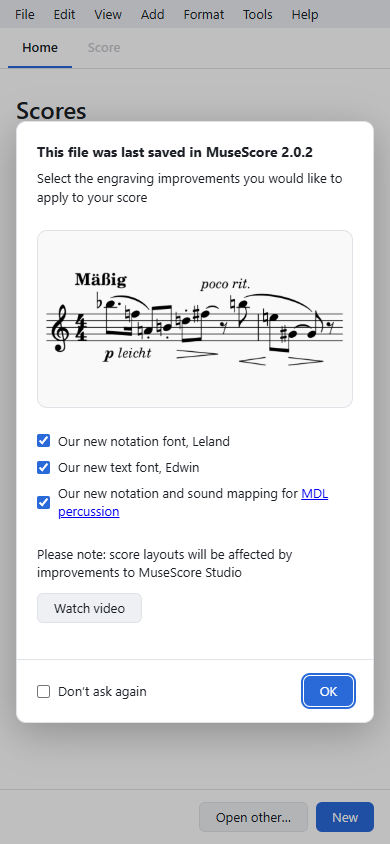 File Edit View Add Format Tools Help
Home Score
Scores
This file was last saved in MuseScore 2.0.2
Select the engraving improvements you would like to
apply to your score
Mäßig
poco rit.
p leicht
Our new notation font, Leland
Our new text font, Edwin
Our new notation and sound mapping for MDL
percussion
Please note: score layouts will be affected by
improvements to MuseScore Studio
Watch video
Don't ask again
OK
Open other...
New